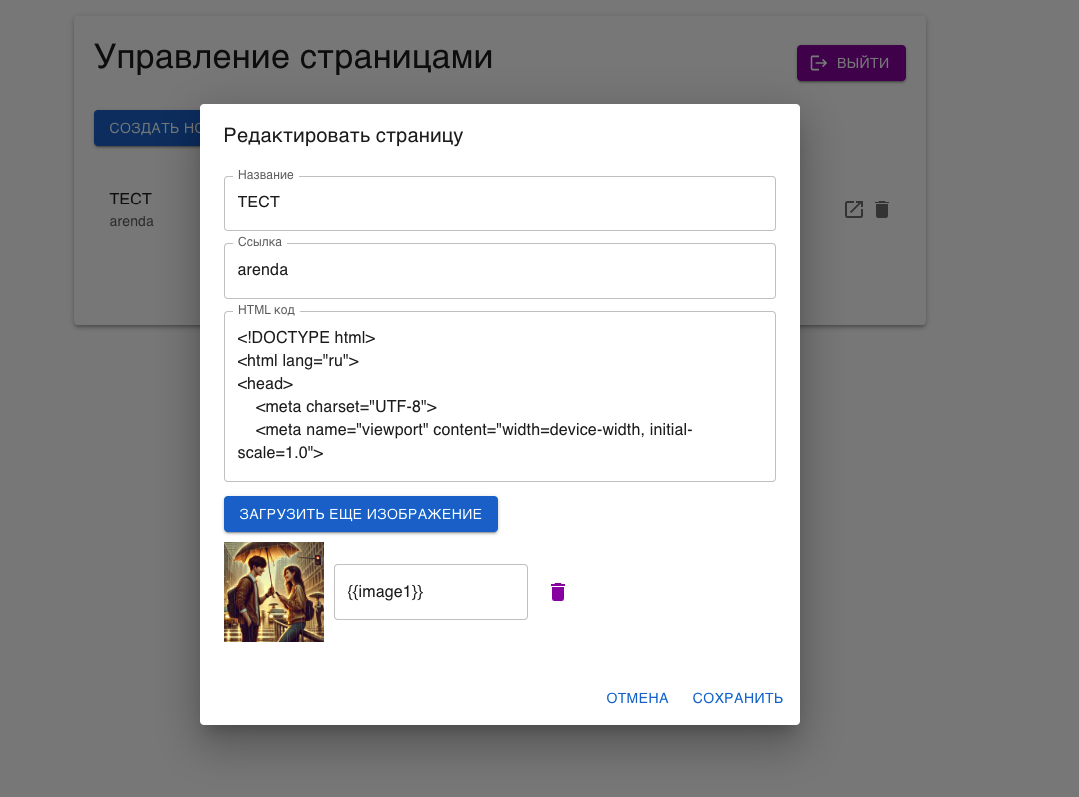 Управление страницами
ВЫЙТИ
СОЗДАТЬ НО
Редактировать страницу
Название
ТЕСТ
Ссылка
arenda
HTML код
<!DOCTYPE html>
<html lang="ru">
<head>
    <meta charset="UTF-8">
    <meta name="viewport" content="width=device-width, initial-
scale=1.0">
ЗАГРУЗИТЬ ЕЩЕ ИЗОБРАЖЕНИЕ
{{image1}}
ОТМЕНА
СОХРАНИТЬ
ТЕСТ
arenda